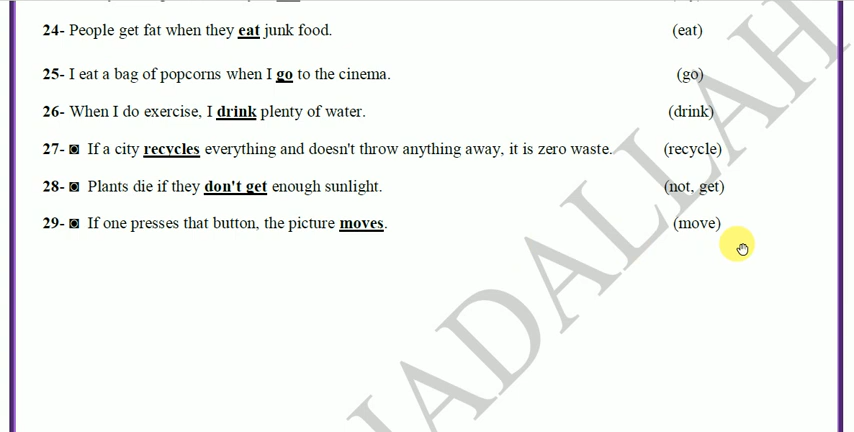 24- People get fat when they eat junk food. (eat)
25- I eat a bag of popcorns when I go to the cinema. (go)
26- When I do exercise, I drink plenty of water. (drink)
27- ◙ If a city recycles everything and doesn't throw anything away, it is zero waste. (recycle)
28- ◙ Plants die if they don't get enough sunlight. (not, get)
29- ◙ If one presses that button, the picture moves. (move)
JADALLAH